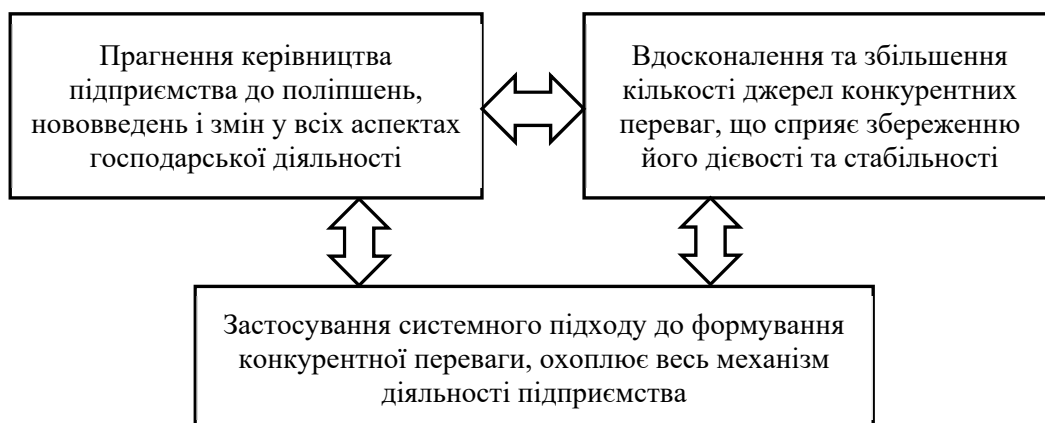 Прагнення керівництва
підприємства до поліпшень,
нововведень і змін у всіх аспектах
господарської діяльності
Вдосконалення та збільшення
кількості джерел конкурентних
переваг, що сприяє збереженню
його дієвості та стабільності
Застосування системного підходу до формування
конкурентної переваги, охоплює весь механізм
діяльності підприємства